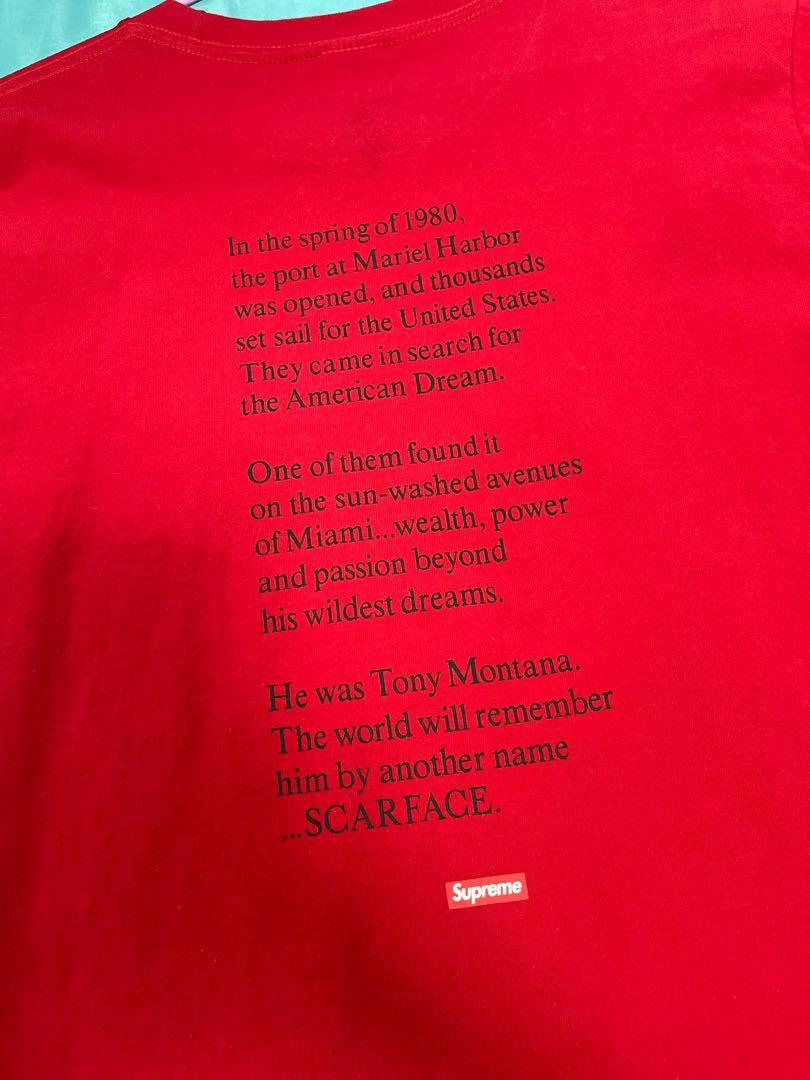 In the spring of 1980,
the port at Mariel Harbor
was opened, and thousands
set sail for the United States.
They came in search for
the American Dream.
One of them found it
on the sun-washed avenues
of Miami...wealth, power
and passion beyond
his wildest dreams.
He was Tony Montana.
The world will remember
him by another name
...SCARFACE.
Supreme